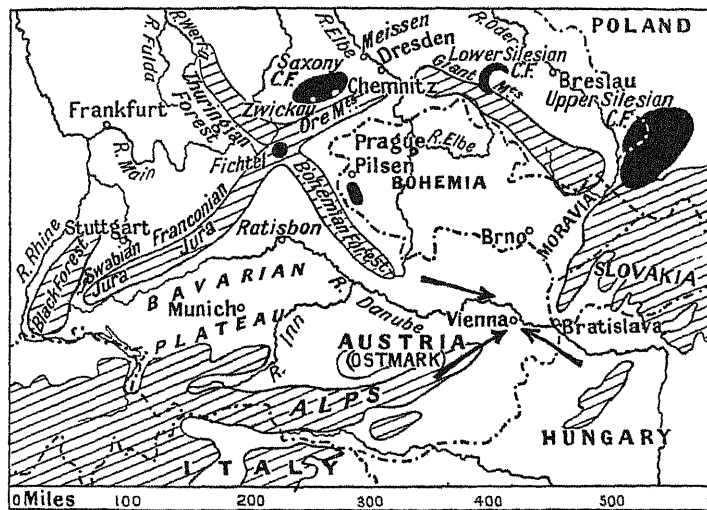 POLAND
R. Werra
R. Fulda
R. Elbe
Meissen
Dresden
R. Oder
Saxony
C.F.
Chemnitz
Zwickau
Ore Mts
Lower Silesian
C.F.
Giant Mts
Breslau
Upper Silesian
C.F.
Thuringian
Forest
Frankfurt
R. Main
Fichtel
Prague
R. Elbe
Pilsen
BOHEMIA
Bohemian Forest
MORAVIA
R. Rhine
Stuttgart
Black Forest
Swabian
Jura
Franconian
Jura
Ratisbon
Brno
SLOVAKIA
BAVARIAN
PLATEAU
Munich
R. Inn
R. Danube
Vienna
Bratislava
AUSTRIA
(OSTMARK)
ALPS
HUNGARY
ITALY
0 Miles 100 200 300 400 500